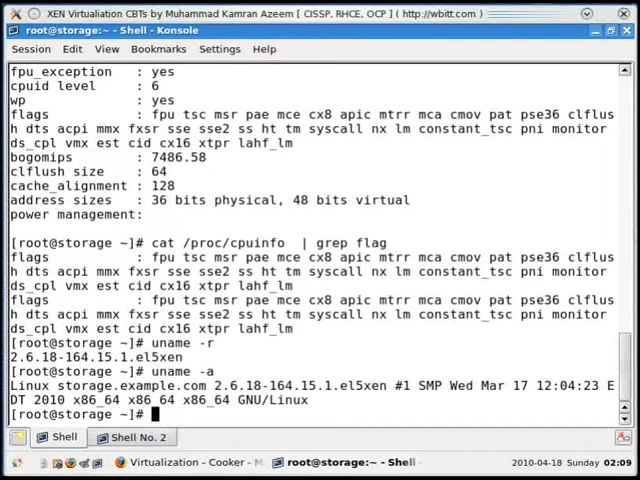 XEN Virtualiation CBTs by Muhammad Kamran Azeem [ CISSP, RHCE, OCP ] ( http://wbitt.com )
root@storage:~ - Shell - Konsole
Session Edit View Bookmarks Settings Help
fpu_exception : yes
cpuid level : 6
wp : yes
flags : fpu tsc msr pae mce cx8 apic mtrr mca cmov pat pse36 clflus
h dts acpi mmx fxsr sse sse2 ss ht tm syscall nx lm constant_tsc pni monitor
ds_cpl vmx est cid cx16 xtpr lahf_lm
bogomips : 7486.58
clflush size : 64
cache_alignment : 128
address sizes : 36 bits physical, 48 bits virtual
power management:
[root@storage ~]# cat /proc/cpuinfo | grep flag
flags : fpu tsc msr pae mce cx8 apic mtrr mca cmov pat pse36 clflus
h dts acpi mmx fxsr sse sse2 ss ht tm syscall nx lm constant_tsc pni monitor
ds_cpl vmx est cid cx16 xtpr lahf_lm
flags : fpu tsc msr pae mce cx8 apic mtrr mca cmov pat pse36 clflus
h dts acpi mmx fxsr sse sse2 ss ht tm syscall nx lm constant_tsc pni monitor
ds_cpl vmx est cid cx16 xtpr lahf_lm
[root@storage ~]# uname -r
2.6.18-164.15.1.el5xen
[root@storage ~]# uname -a
Linux storage.example.com 2.6.18-164.15.1.el5xen #1 SMP Wed Mar 17 12:04:23 E
DT 2010 x86_64 x86_64 x86_64 GNU/Linux
[root@storage ~]#
Shell Shell No. 2
Virtualization - Cooker - M root@storage:~ - Shell - 2010-04-18 Sunday 02:09